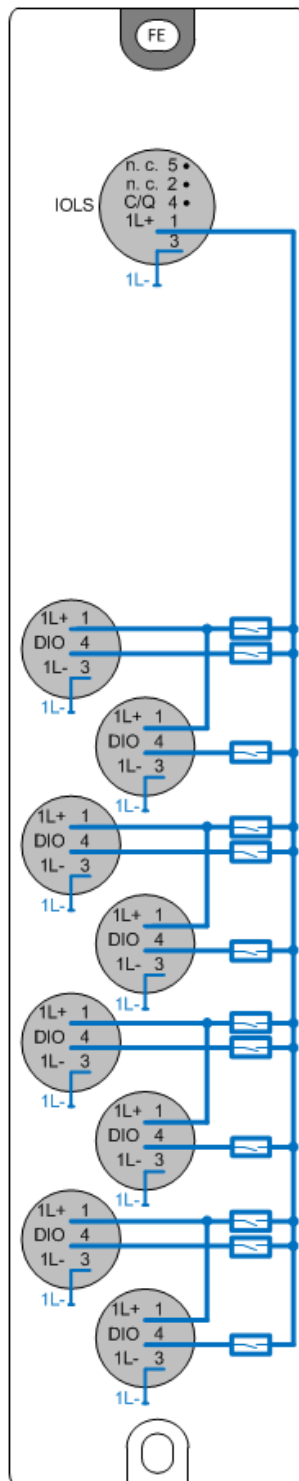 FE
n. c. 5
n. c. 2
IOLS
C/Q 4
1L+ 1
3
1L-
1L+ 1
DIO 4
1L- 3
1L-
1L+ 1
DIO 4
1L- 3
1L-
1L+ 1
DIO 4
1L- 3
1L-
1L+ 1
DIO 4
1L- 3
1L-
1L+ 1
DIO 4
1L- 3
1L-
1L+ 1
DIO 4
1L- 3
1L-
1L+ 1
DIO 4
1L- 3
1L-
1L+ 1
DIO 4
1L- 3
1L-